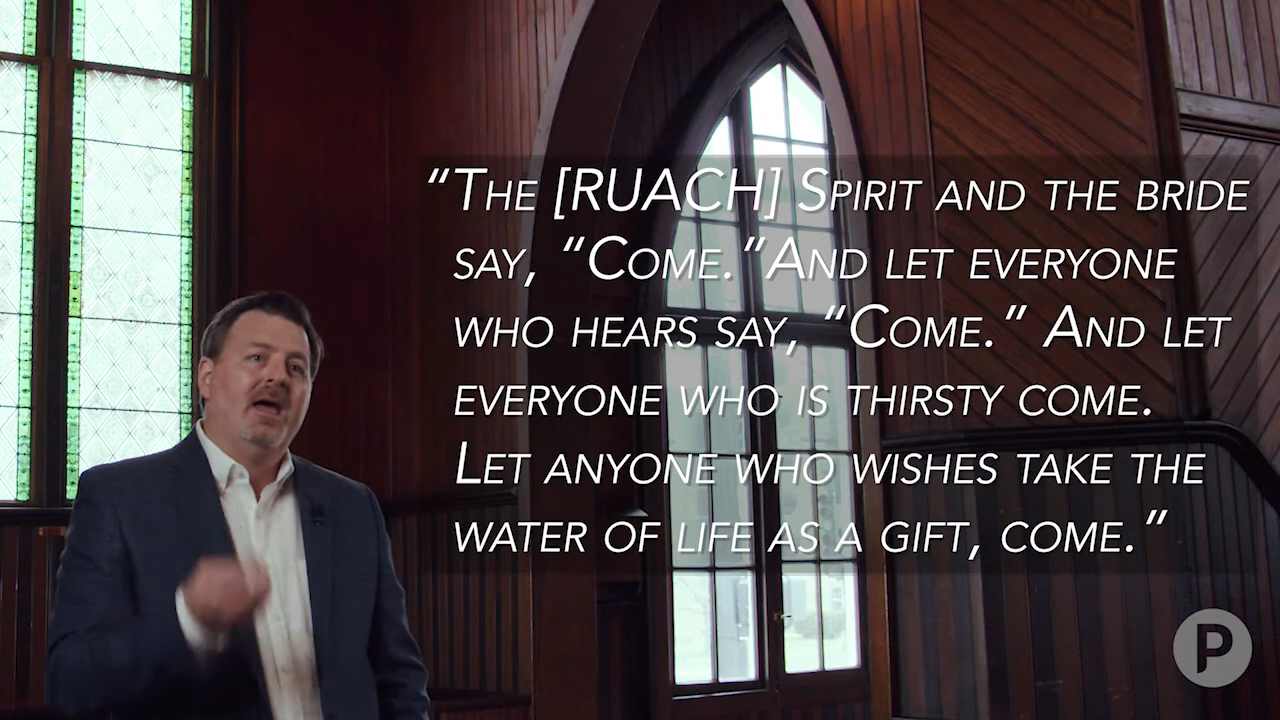 “The [RUACH] Spirit and the bride
say, “Come.”And let everyone
who hears say, “Come.” And let
everyone who is thirsty come.
Let anyone who wishes take the
water of life as a gift, come.”
P